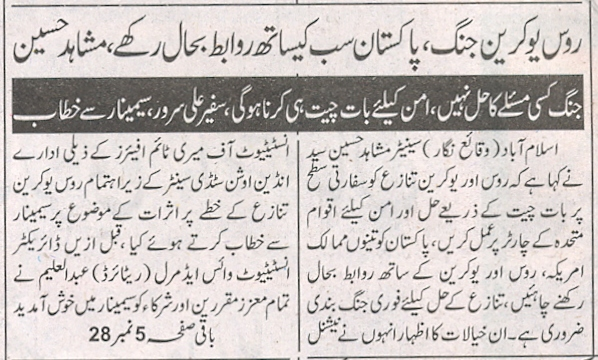 روس یوکرین جنگ، پاکستان سب کیساتھ روابط بحال رکھے، مشاہد حسین
جنگ کسی مسئلے کا حل نہیں، امن کیلئے بات چیت ہی کرنا ہوگی، سفیر علی سرور، سیمینار سے خطاب
اسلام آباد (وقائع نگار) سینیٹر مشاہد حسین سید
نے کہا ہے کہ روس اور یوکرین تنازع کو سفارتی سطح
پر بات چیت کے ذریعے حل اور امن کیلئے اقوام
متحدہ کے چارٹر پر عمل کریں، پاکستان کو تینوں ممالک
امریکہ، روس اور یوکرین کے ساتھ روابط بحال
رکھنے چاہئیں، تنازع کے حل کیلئے فوری جنگ بندی
ضروری ہے۔ ان خیالات کا اظہار انہوں نے نیشنل
انسٹیٹیوٹ آف میری ٹائم افیئرز کے ذیلی ادارے
انڈین اوشن سٹڈی سینٹر کے زیر اہتمام روس یوکرین
تنازع کے خطے پر اثرات کے موضوع پر سیمینار
سے خطاب کرتے ہوئے کیا، قبل ازیں ڈائریکٹر
انسٹیٹیوٹ وائس ایڈمرل (ریٹائرڈ) عبدالعلیم نے
تمام معزز مقررین اور شرکاء کو سیمینار میں خوش آمدید
باقی صفحہ 5 نمبر 28